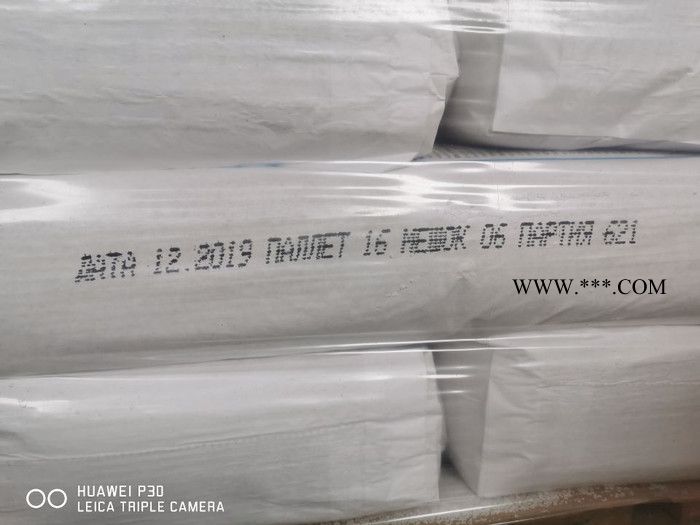 ДАТА 12.2019 ПАЛЛЕТ 16 МЕШОК 06 ПАРТИЯ 621
WWW.***.COM
HUAWEI P30
LEICA TRIPLE CAMERA